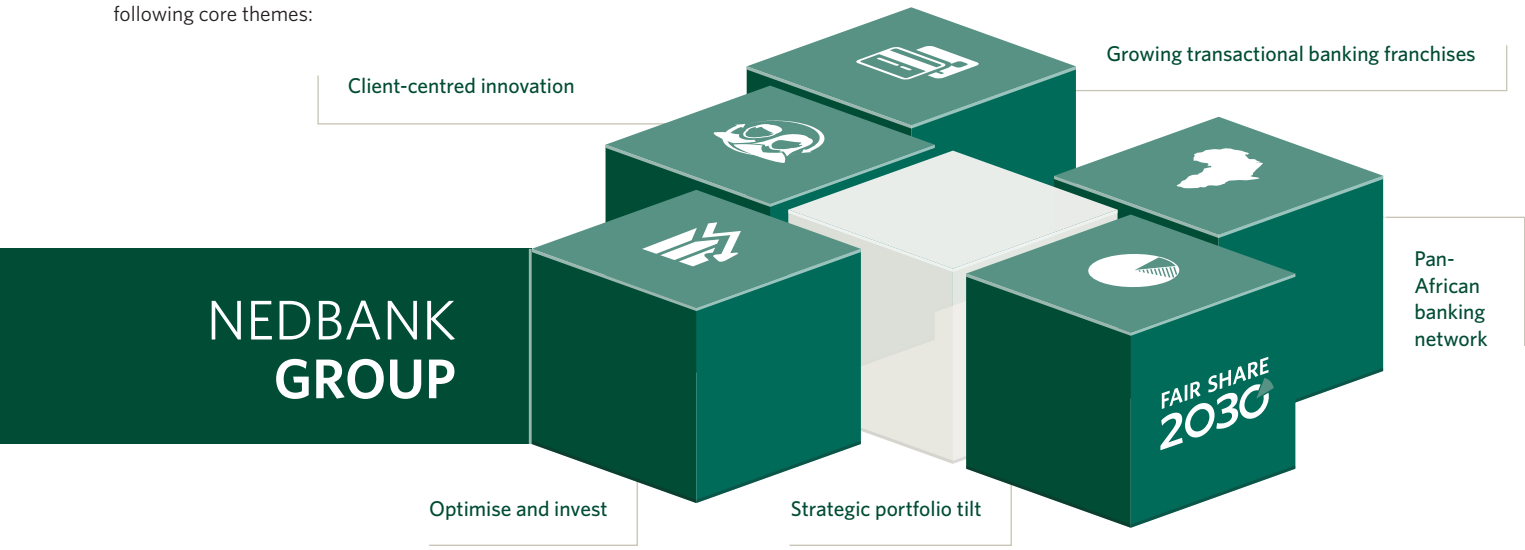 following core themes:
Client-centred innovation
Growing transactional banking franchises
NEDBANK
GROUP
Pan-
African
banking
network
FAIR SHARE
2030
Optimise and invest
Strategic portfolio tilt